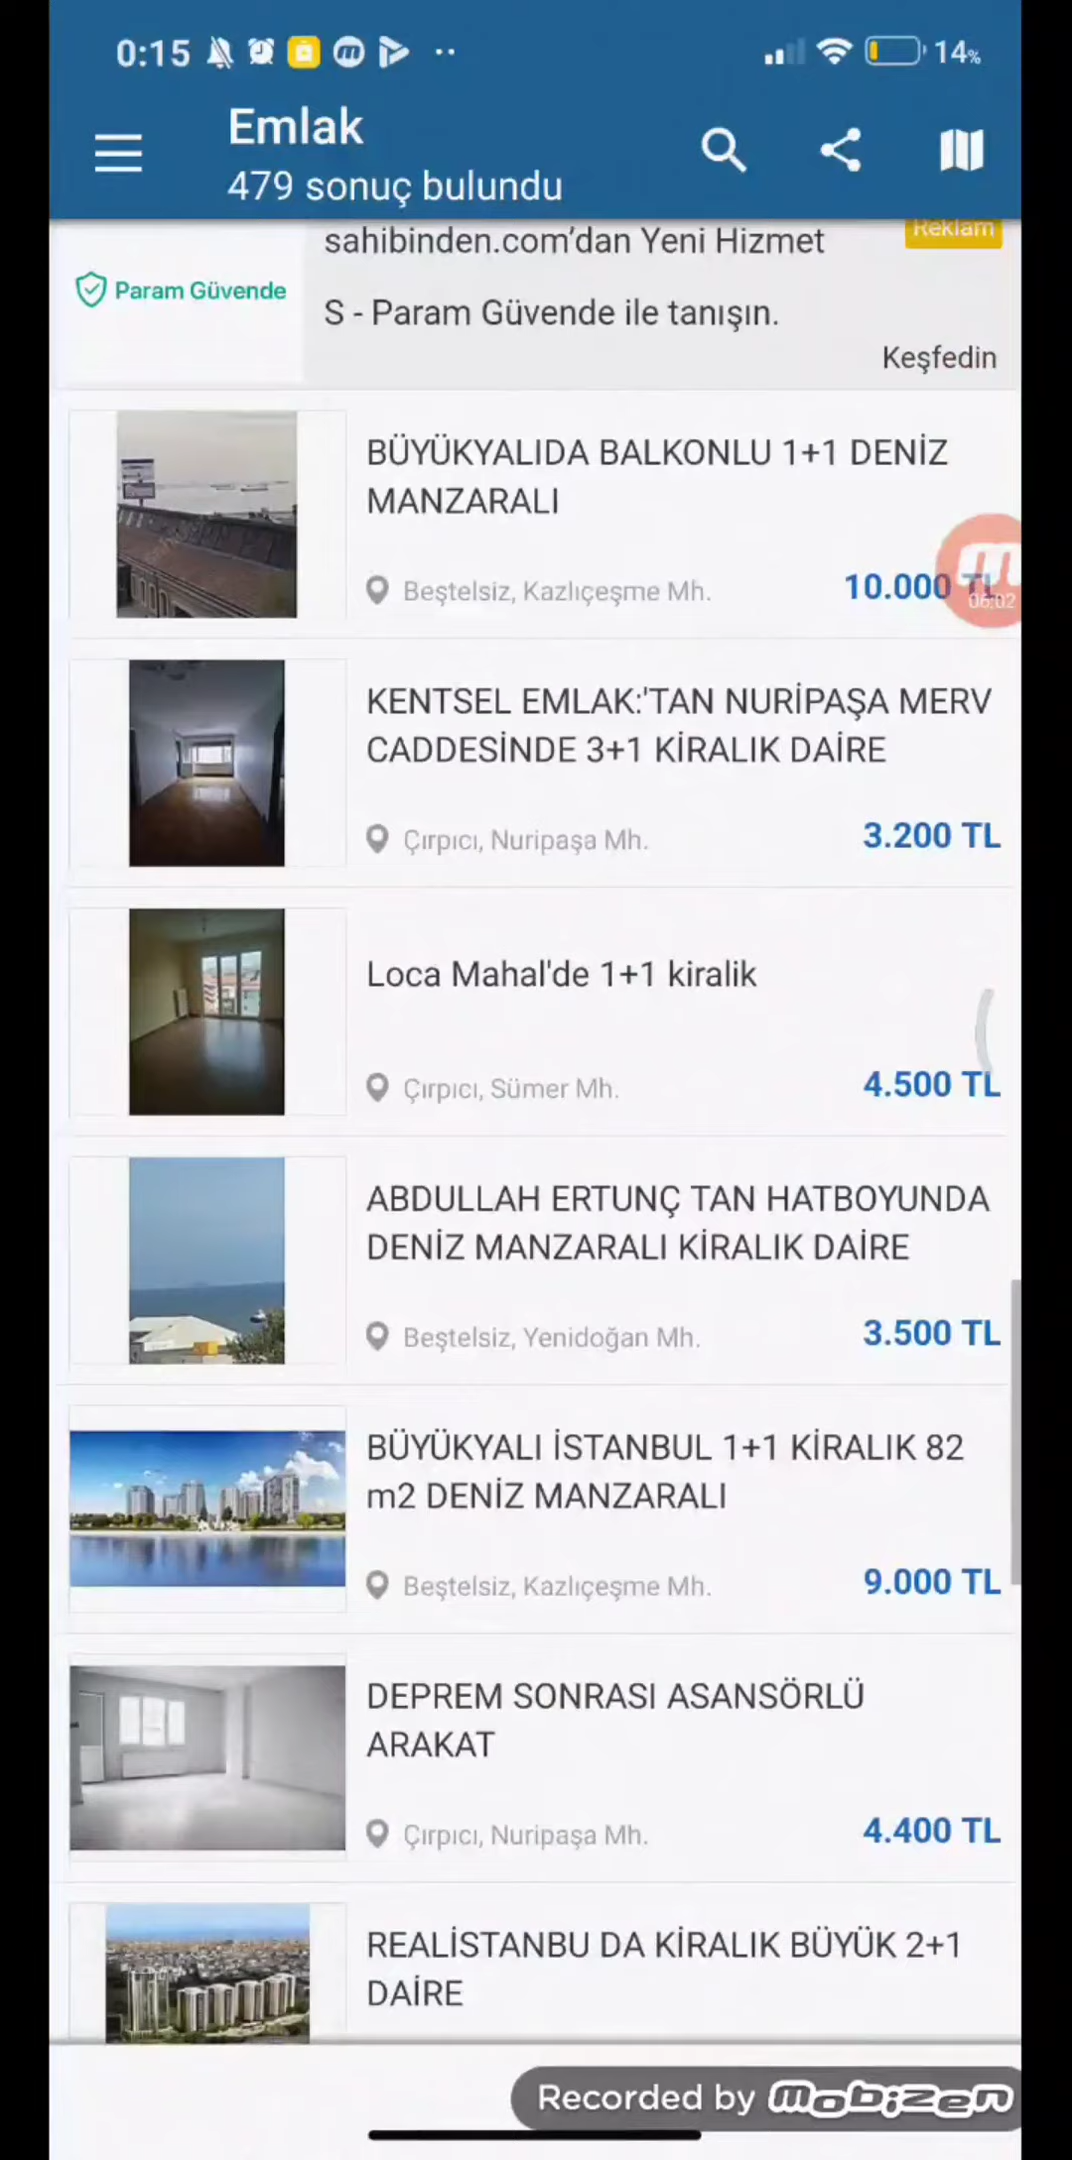 0:15
14%
Emlak
479 sonuç bulundu
Reklam
sahibinden.com’dan Yeni Hizmet
Param Güvende
S - Param Güvende ile tanışın.
Keşfedin
BÜYÜKYALIDA BALKONLU 1+1 DENİZ
MANZARALI
Beştelsiz, Kazlıçeşme Mh.
10.000 TL
06:02
KENTSEL EMLAK:'TAN NURİPAŞA MERV
CADDESİNDE 3+1 KİRALIK DAİRE
Çırpıcı, Nuripaşa Mh.
3.200 TL
Loca Mahal'de 1+1 kiralik
Çırpıcı, Sümer Mh.
4.500 TL
ABDULLAH ERTUNÇ TAN HATBOYUNDA
DENİZ MANZARALI KİRALIK DAİRE
Beştelsiz, Yenidoğan Mh.
3.500 TL
BÜYÜKYALI İSTANBUL 1+1 KİRALIK 82
m2 DENİZ MANZARALI
Beştelsiz, Kazlıçeşme Mh.
9.000 TL
DEPREM SONRASI ASANSÖRLÜ
ARAKAT
Çırpıcı, Nuripaşa Mh.
4.400 TL
REALİSTANBU DA KİRALIK BÜYÜK 2+1
DAİRE
Recorded by mobizen